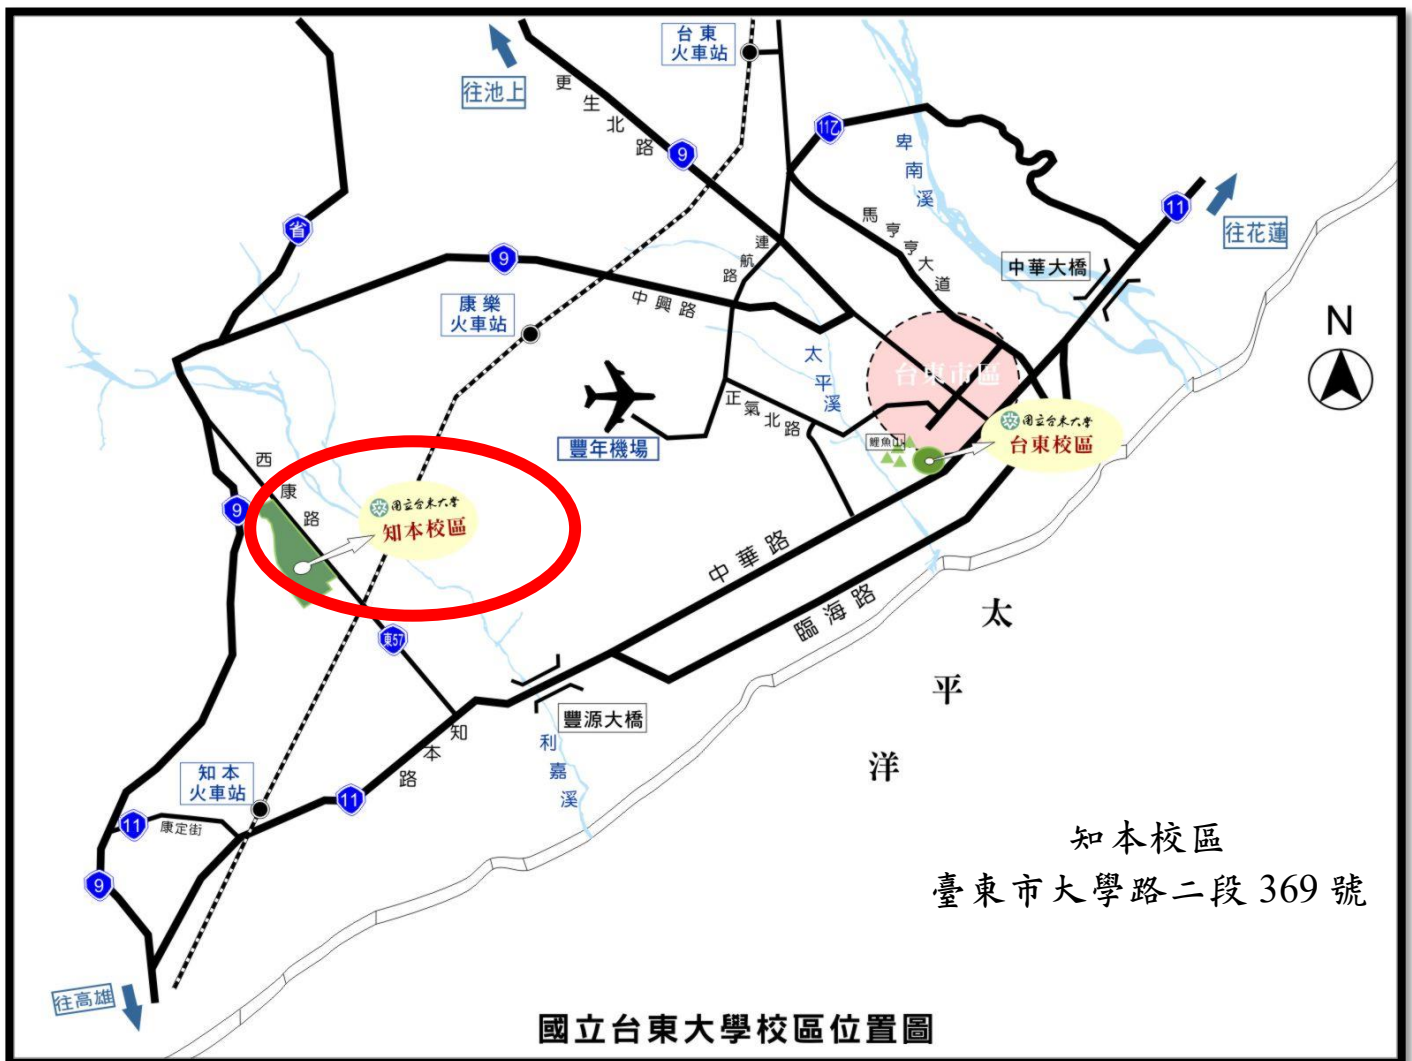 台東
火車站
往池上
更生北路
9
11乙
卑南溪
11
往花蓮
馬亨亨大道
中華大橋
省
9
連航路
中興路
康樂
火車站
N
太平溪
台東市區
正氣北路
豐年機場
鯉魚山
國立台東大學
台東校區
西康路
9
國立台東大學
知本校區
中華路
臨海路
太平洋
東57
豐源大橋
知本路
利嘉溪
知本
火車站
11
11
康定街
9
知本校區
臺東市大學路二段 369 號
往高雄
國立台東大學校區位置圖